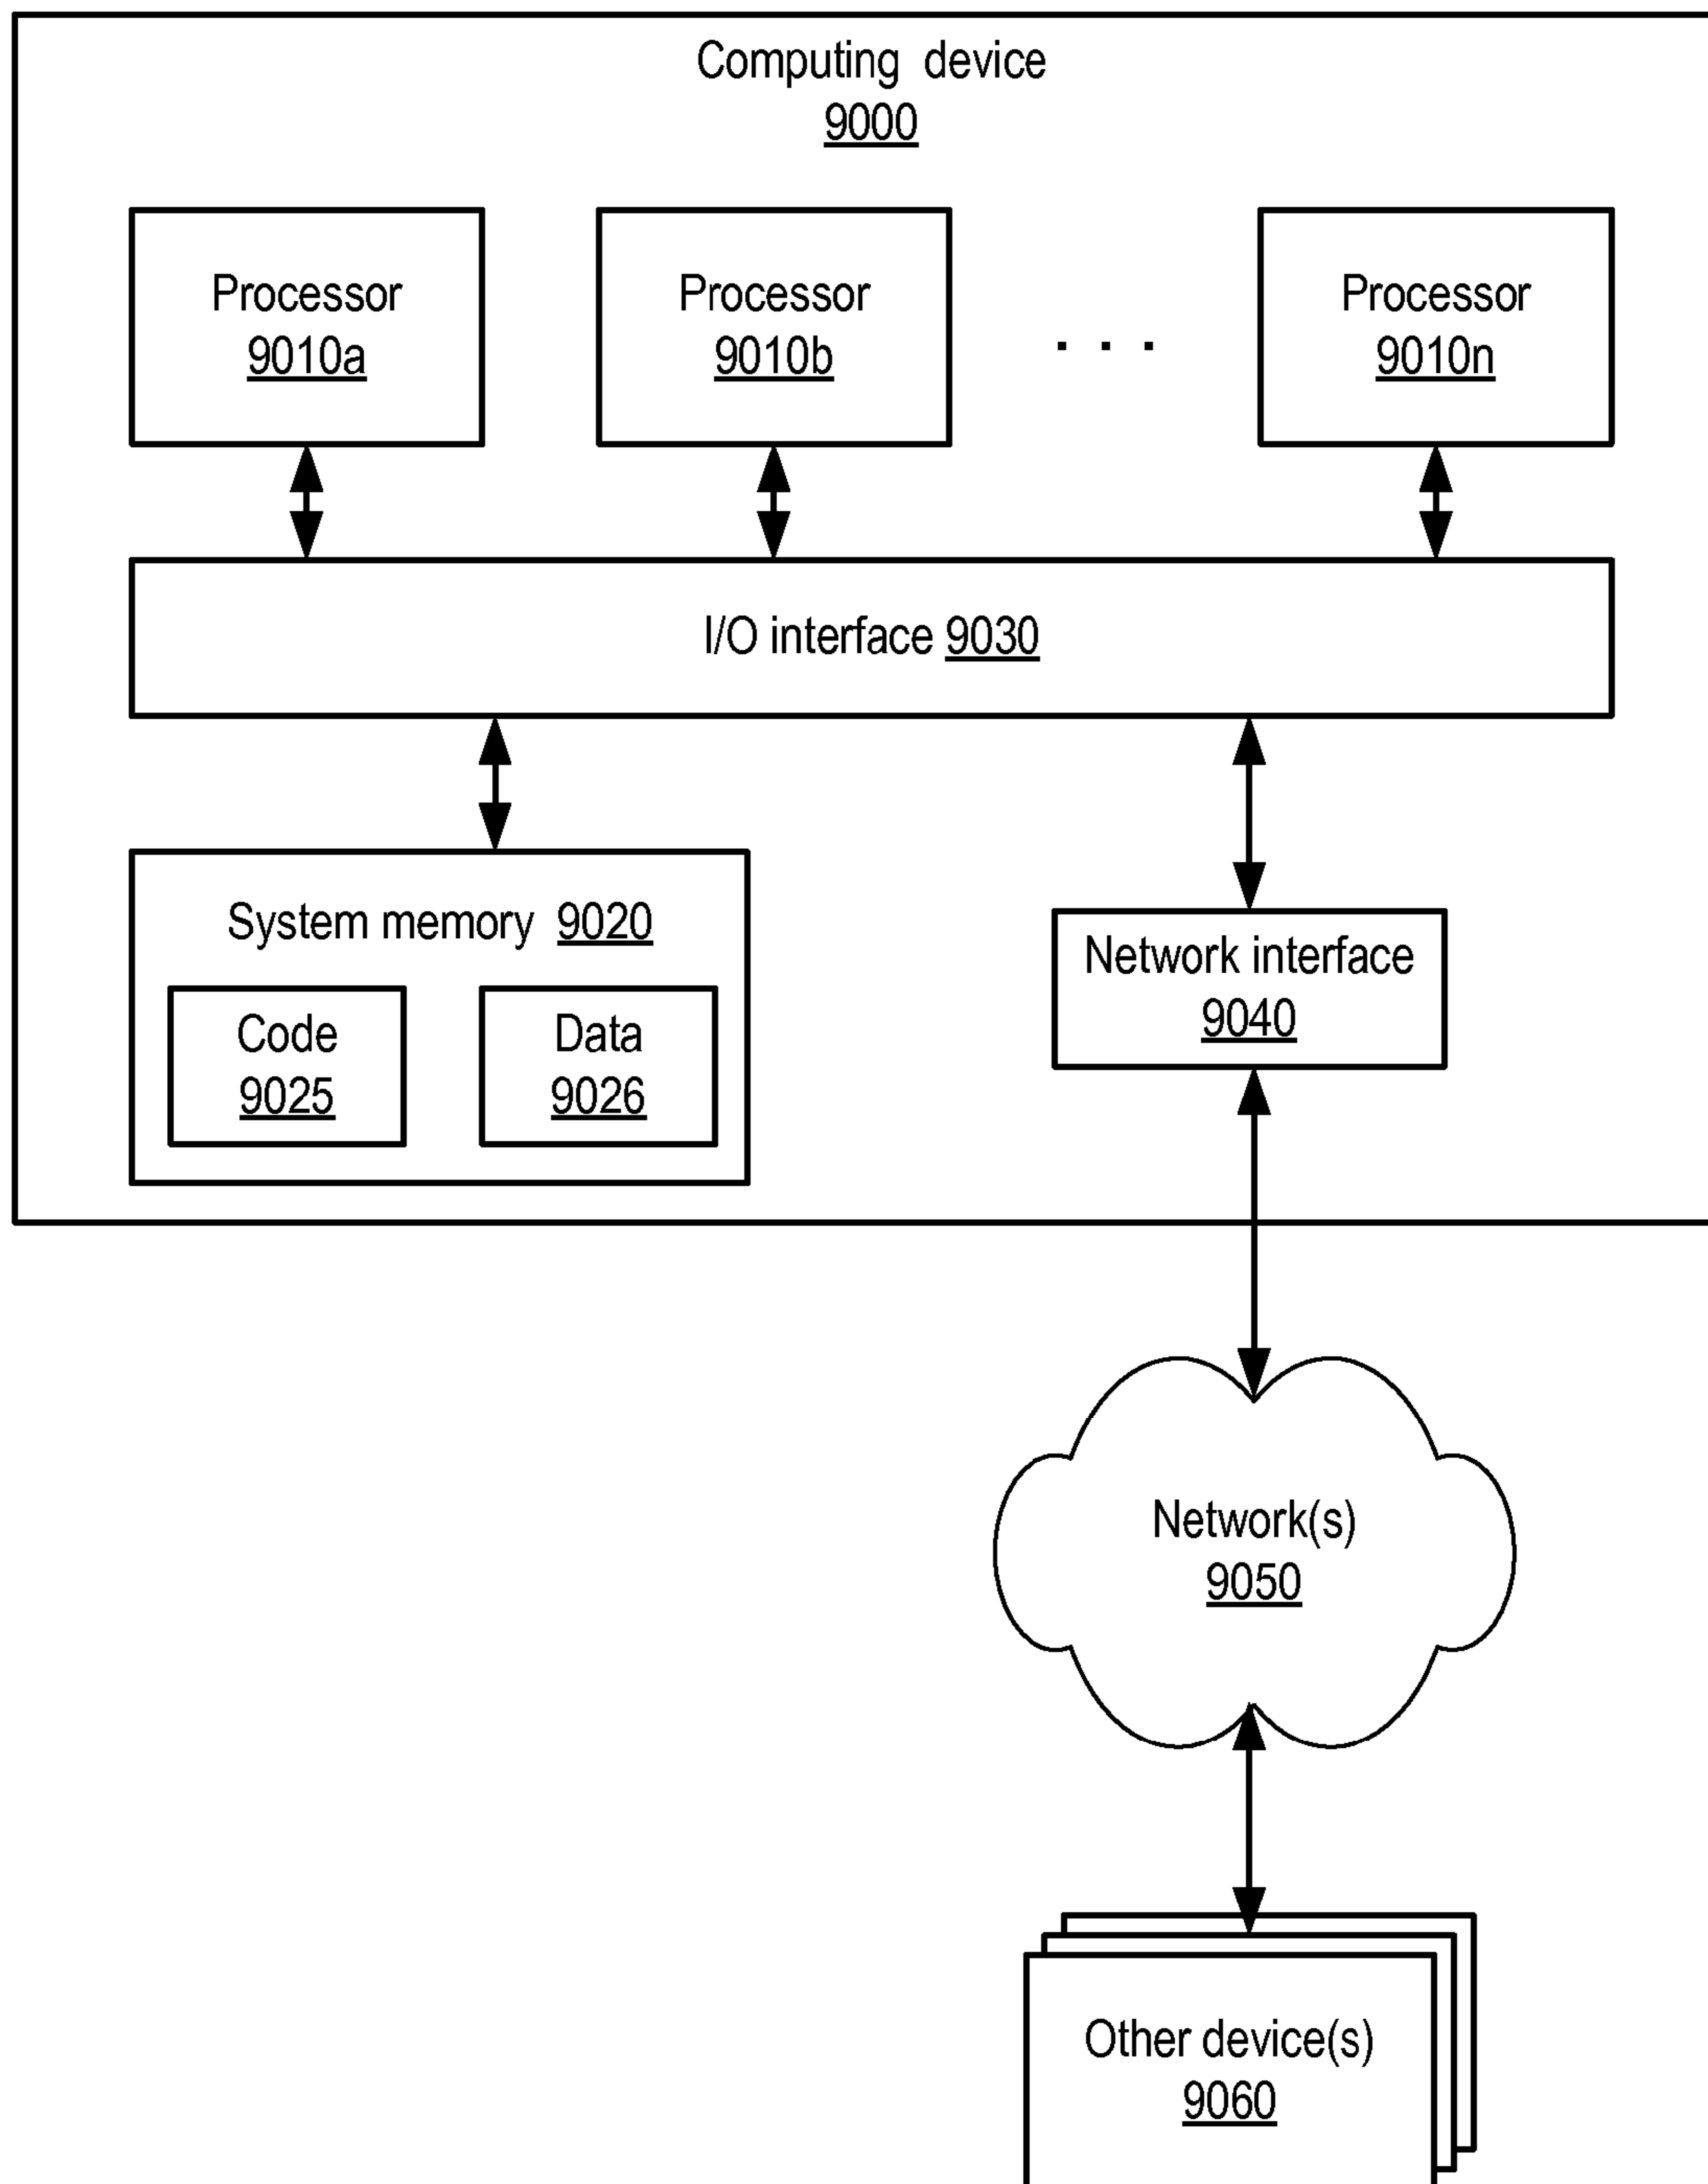 Computing device
9000
Processor
9010a
Processor
9010b
. . .
Processor
9010n
I/O interface 9030
System memory 9020
Code
9025
Data
9026
Network interface
9040
Network(s)
9050
Other device(s)
9060